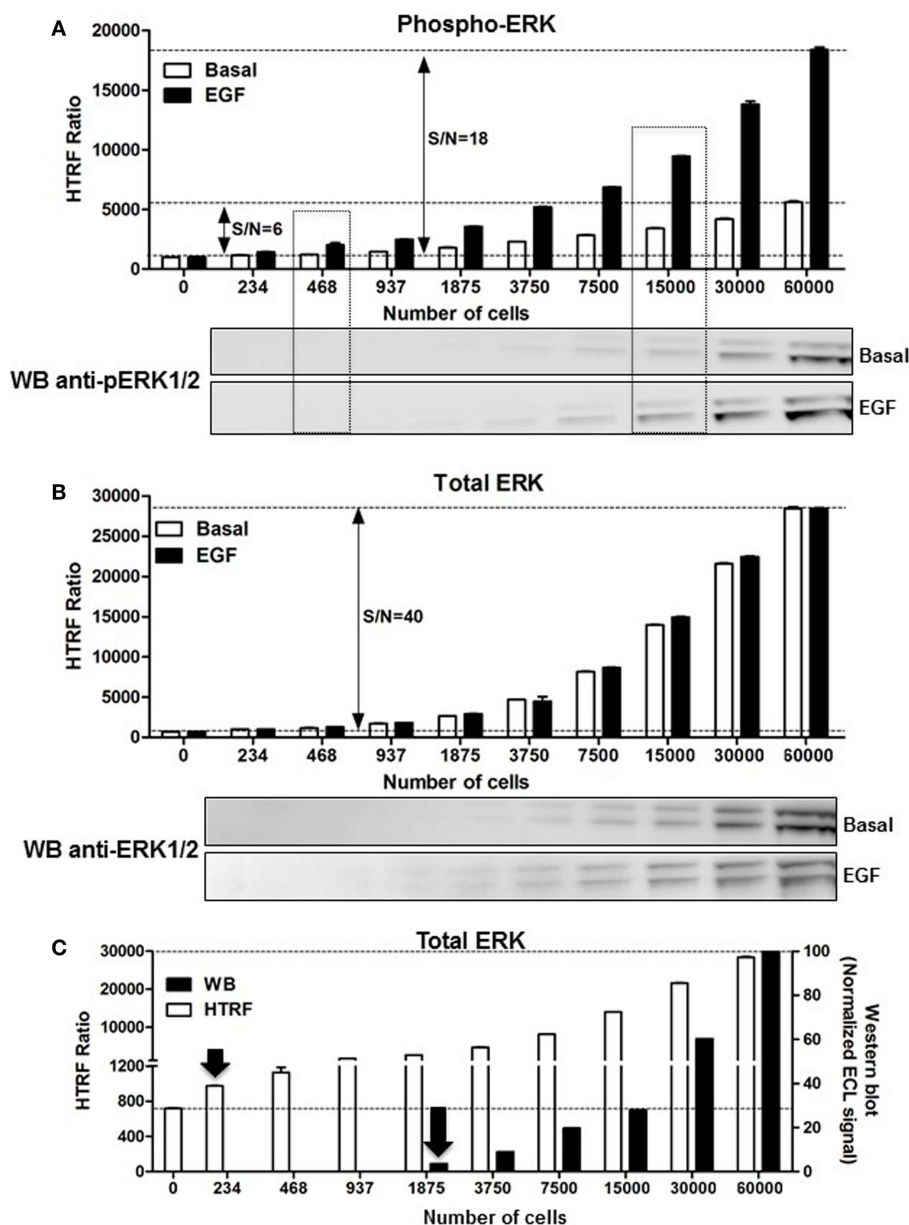 A
Phospho-ERK
20000
15000
10000
5000
0
HTRF Ratio
Basal
EGF
S/N=18
S/N=6
0 234 468 937 1875 3750 7500 15000 30000 60000
Number of cells
WB anti-pERK1/2
Basal
EGF
B
Total ERK
30000
25000
20000
15000
10000
5000
0
HTRF Ratio
Basal
EGF
S/N=40
0 234 468 937 1875 3750 7500 15000 30000 60000
Number of cells
WB anti-ERK1/2
Basal
EGF
C
Total ERK
30000
20000
10000
1200
800
400
0
HTRF Ratio
HTRF Ratio
WB
HTRF
100
80
60
40
20
0
Western blot
(Normalized ECL signal)
0 234 468 937 1875 3750 7500 15000 30000 60000
Number of cells